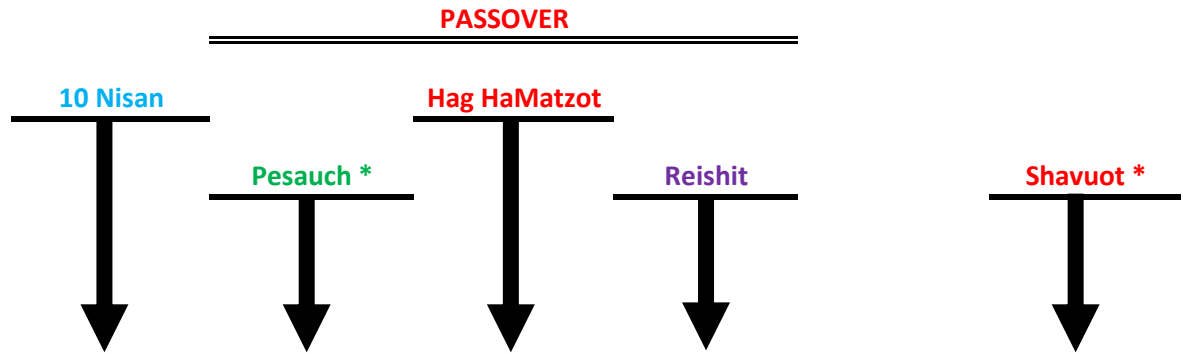 PASSOVER
10 Nisan
Hag HaMatzot
Pesauch *
Reishit
Shavuot *